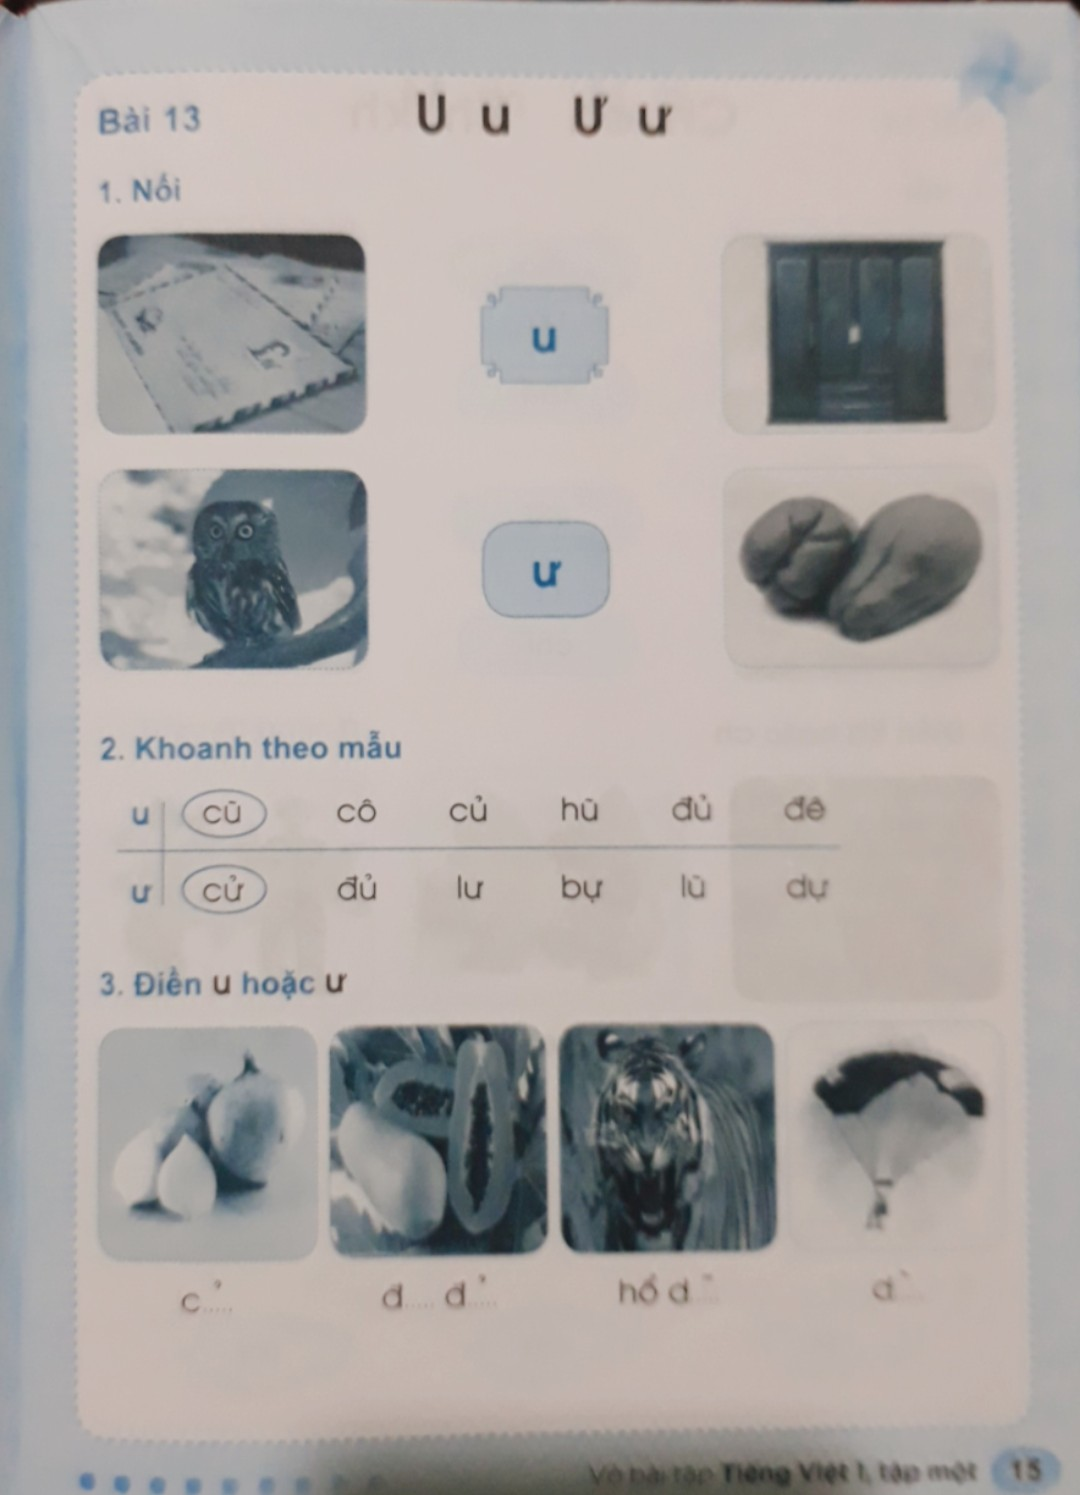 Bài 13
U u Ư ư
1. Nối
u
ư
2. Khoanh theo mẫu
u cũ cô củ hũ đủ đê
ư cử đủ lư bự lũ dự
3. Điền u hoặc ư
c.....̉ đ..... đ.....̉ hổ d.....̃ d.....̀
Vở bài tập Tiếng Việt 1, tập một 15